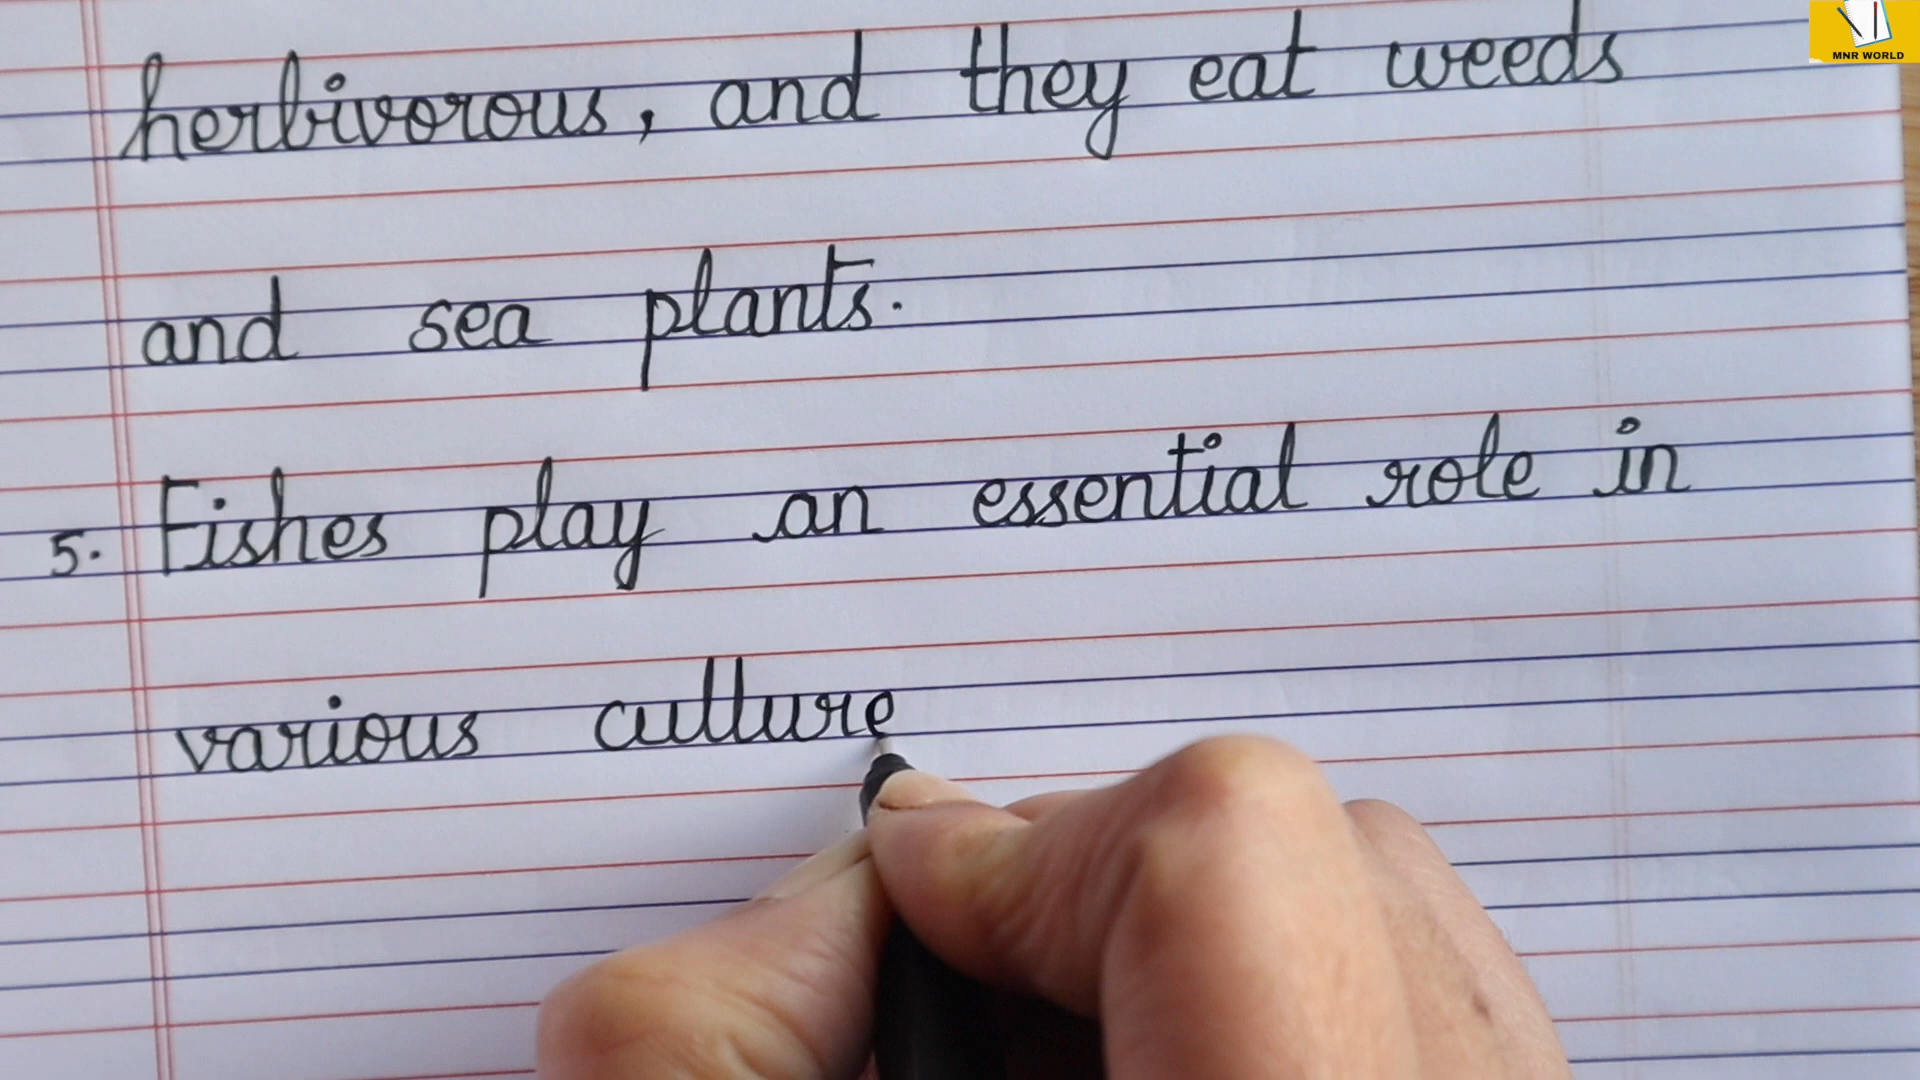 MNR WORLD
herbivorous, and they eat weeds
and sea plants.
5. Fishes play an essential role in
various culture